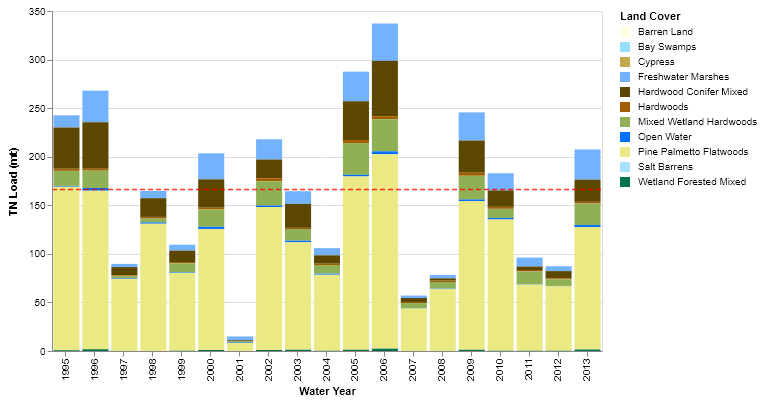 350
300
250
200
150
100
50
0
TN Load (mt)
1995
1996
1997
1998
1999
2000
2001
2002
2003
2004
2005
2006
2007
2008
2009
2010
2011
2012
2013
Water Year
Land Cover
Barren Land
Bay Swamps
Cypress
Freshwater Marshes
Hardwood Conifer Mixed
Hardwoods
Mixed Wetland Hardwoods
Open Water
Pine Palmetto Flatwoods
Salt Barrens
Wetland Forested Mixed